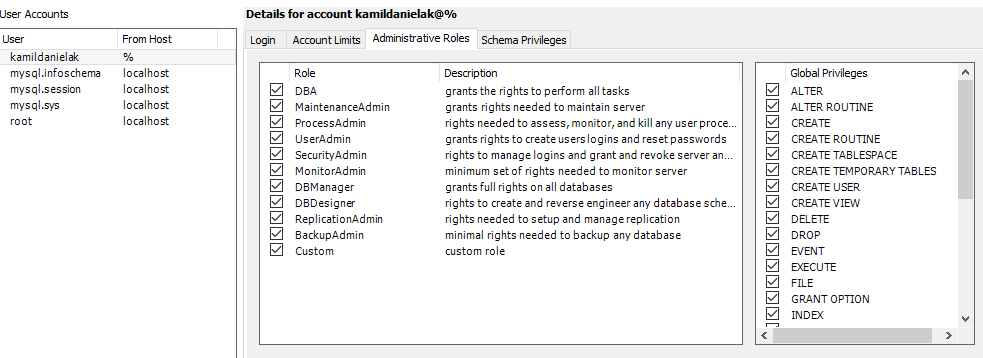 User Accounts
User From Host
kamildanielak %
mysql.infoschema localhost
mysql.session localhost
mysql.sys localhost
root localhost
Details for account kamildanielak@%
Login Account Limits Administrative Roles Schema Privileges
Role Description
DBA grants the rights to perform all tasks
MaintenanceAdmin grants rights needed to maintain server
ProcessAdmin rights needed to assess, monitor, and kill any user proce...
UserAdmin grants rights to create users logins and reset passwords
SecurityAdmin rights to manage logins and grant and revoke server an...
MonitorAdmin minimum set of rights needed to monitor server
DBManager grants full rights on all databases
DBDesigner rights to create and reverse engineer any database sche...
ReplicationAdmin rights needed to setup and manage replication
BackupAdmin minimal rights needed to backup any database
Custom custom role
Global Privileges
ALTER
ALTER ROUTINE
CREATE
CREATE ROUTINE
CREATE TABLESPACE
CREATE TEMPORARY TABLES
CREATE USER
CREATE VIEW
DELETE
DROP
EVENT
EXECUTE
FILE
GRANT OPTION
INDEX